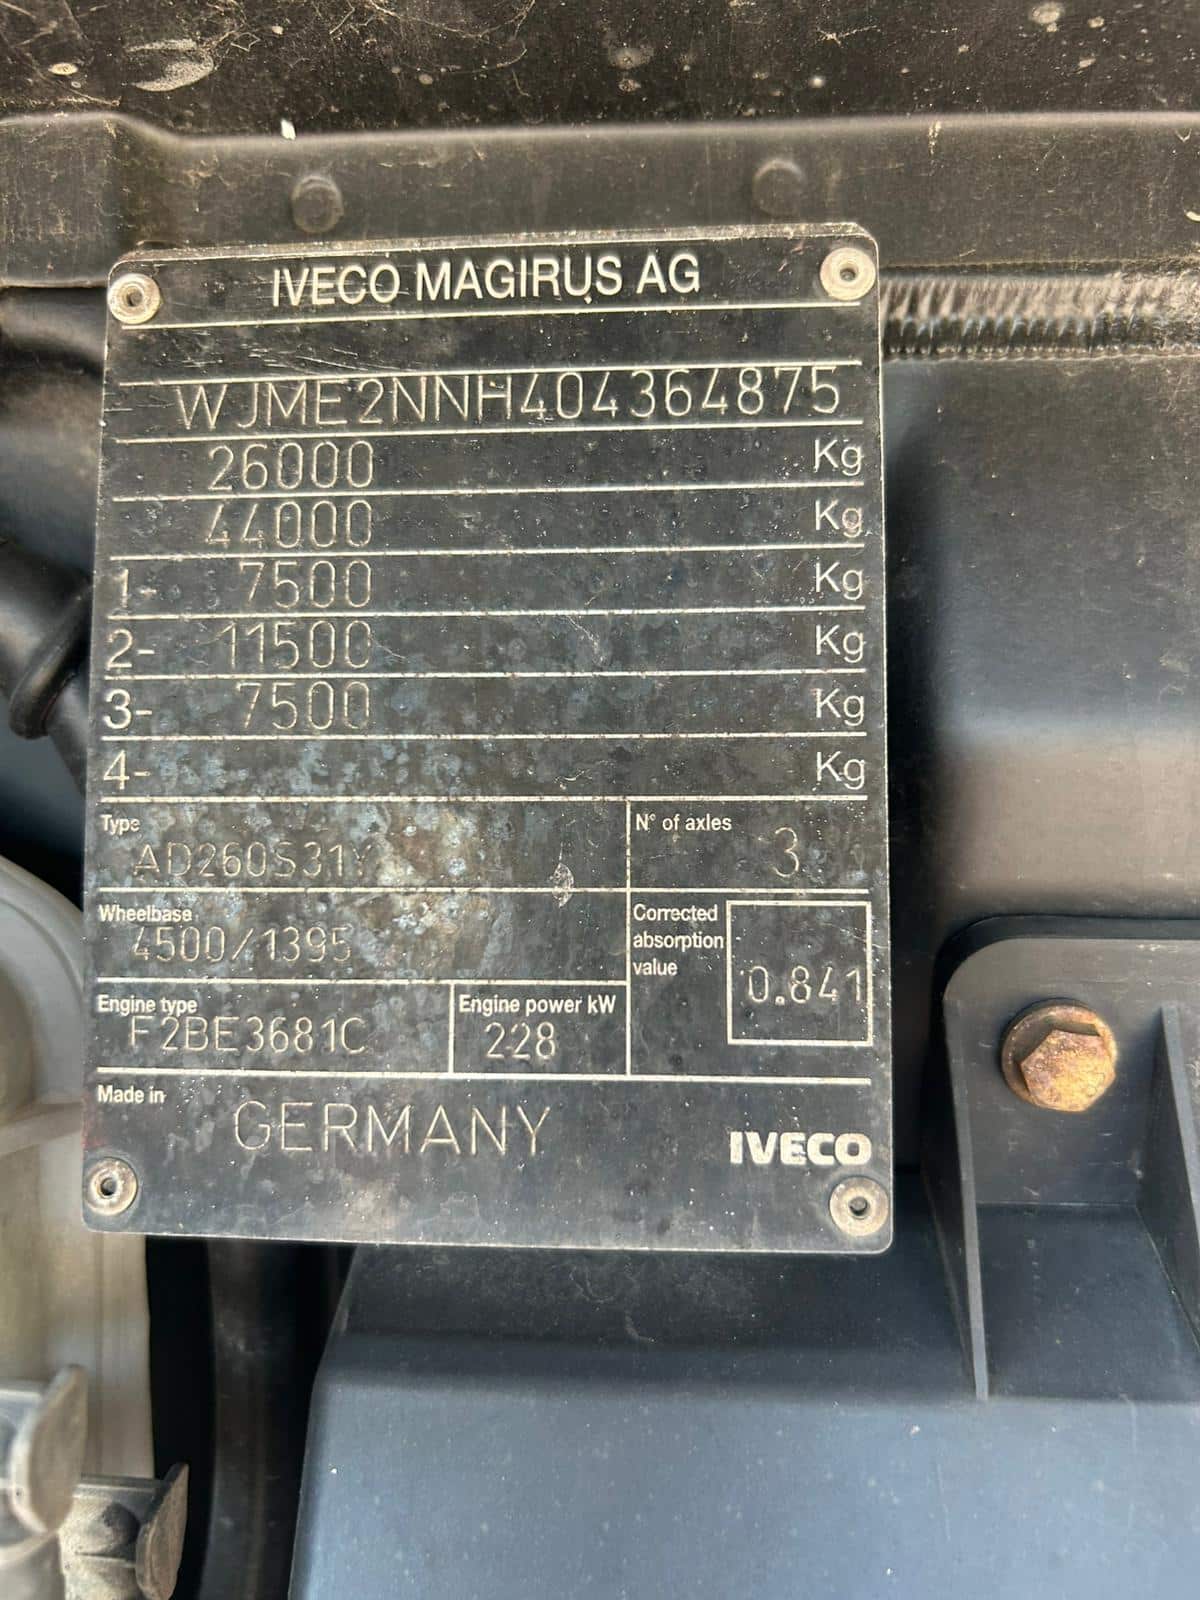 IVECO MAGIRUS AG
WJME2NNH404364875
26000 Kg
44000 Kg
1- 7500 Kg
2- 11500 Kg
3- 7500 Kg
4- Kg
Type
AD260S31Y
N° of axles
3
Wheelbase
4500/1395
Corrected
absorption
value
0.841
Engine type
F2BE3681C
Engine power kW
228
Made in
GERMANY
IVECO